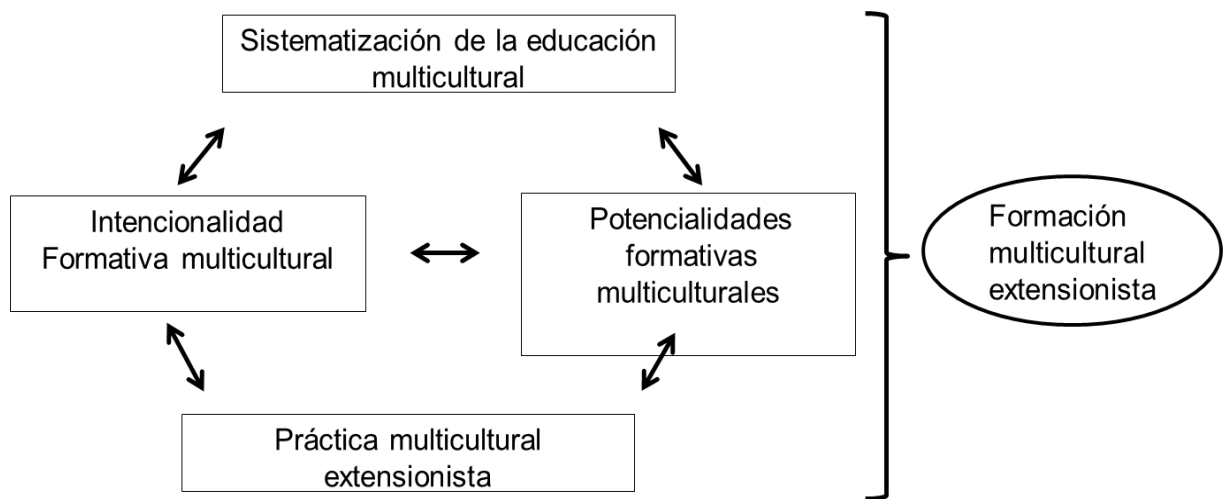 Sistematización de la educación
multicultural
Intencionalidad
Formativa multicultural
Potencialidades
formativas
multiculturales
Práctica multicultural
extensionista
Formación
multicultural
extensionista